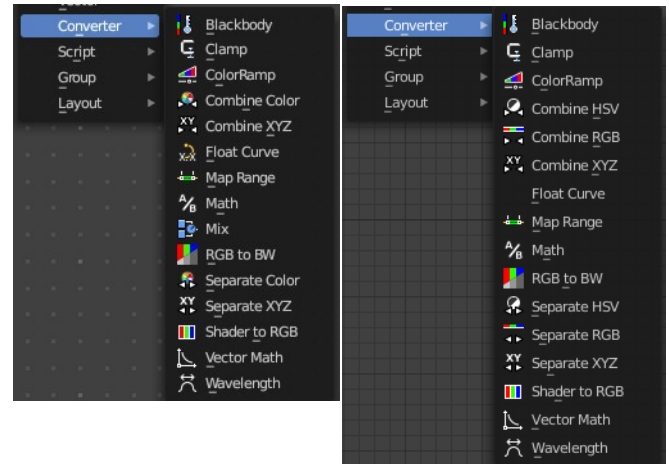 Converter
Script
Group
Layout
Blackbody
Clamp
ColorRamp
Combine Color
Combine XYZ
Float Curve
Map Range
Math
Mix
RGB to BW
Separate Color
Separate XYZ
Shader to RGB
Vector Math
Wavelength
Converter
Script
Group
Layout
Blackbody
Clamp
ColorRamp
Combine HSV
Combine RGB
Combine XYZ
Float Curve
Map Range
Math
RGB to BW
Separate HSV
Separate RGB
Separate XYZ
Shader to RGB
Vector Math
Wavelength